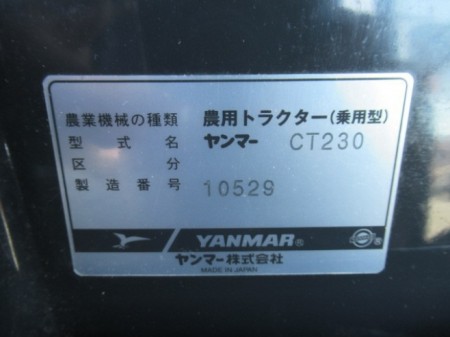 農業機械の種類 農用トラクター(乗用型)
型式名 ヤンマー CT230
区分
製造番号 10529
YANMAR®
ヤンマー株式会社
MADE IN JAPAN